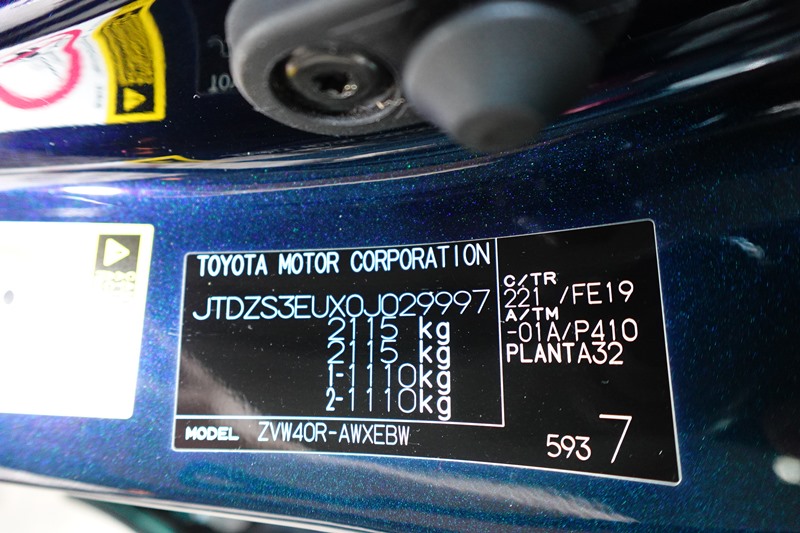 TOYOTA MOTOR CORPORATION
JTDZS3EUX0J029997
2115 kg
2115 kg
1-1110kg
2-1110kg
MODEL ZVW40R-AWXEBW
C/TR
221 /FE19
A/TM
-01A/P410
PLANTA32
593 7